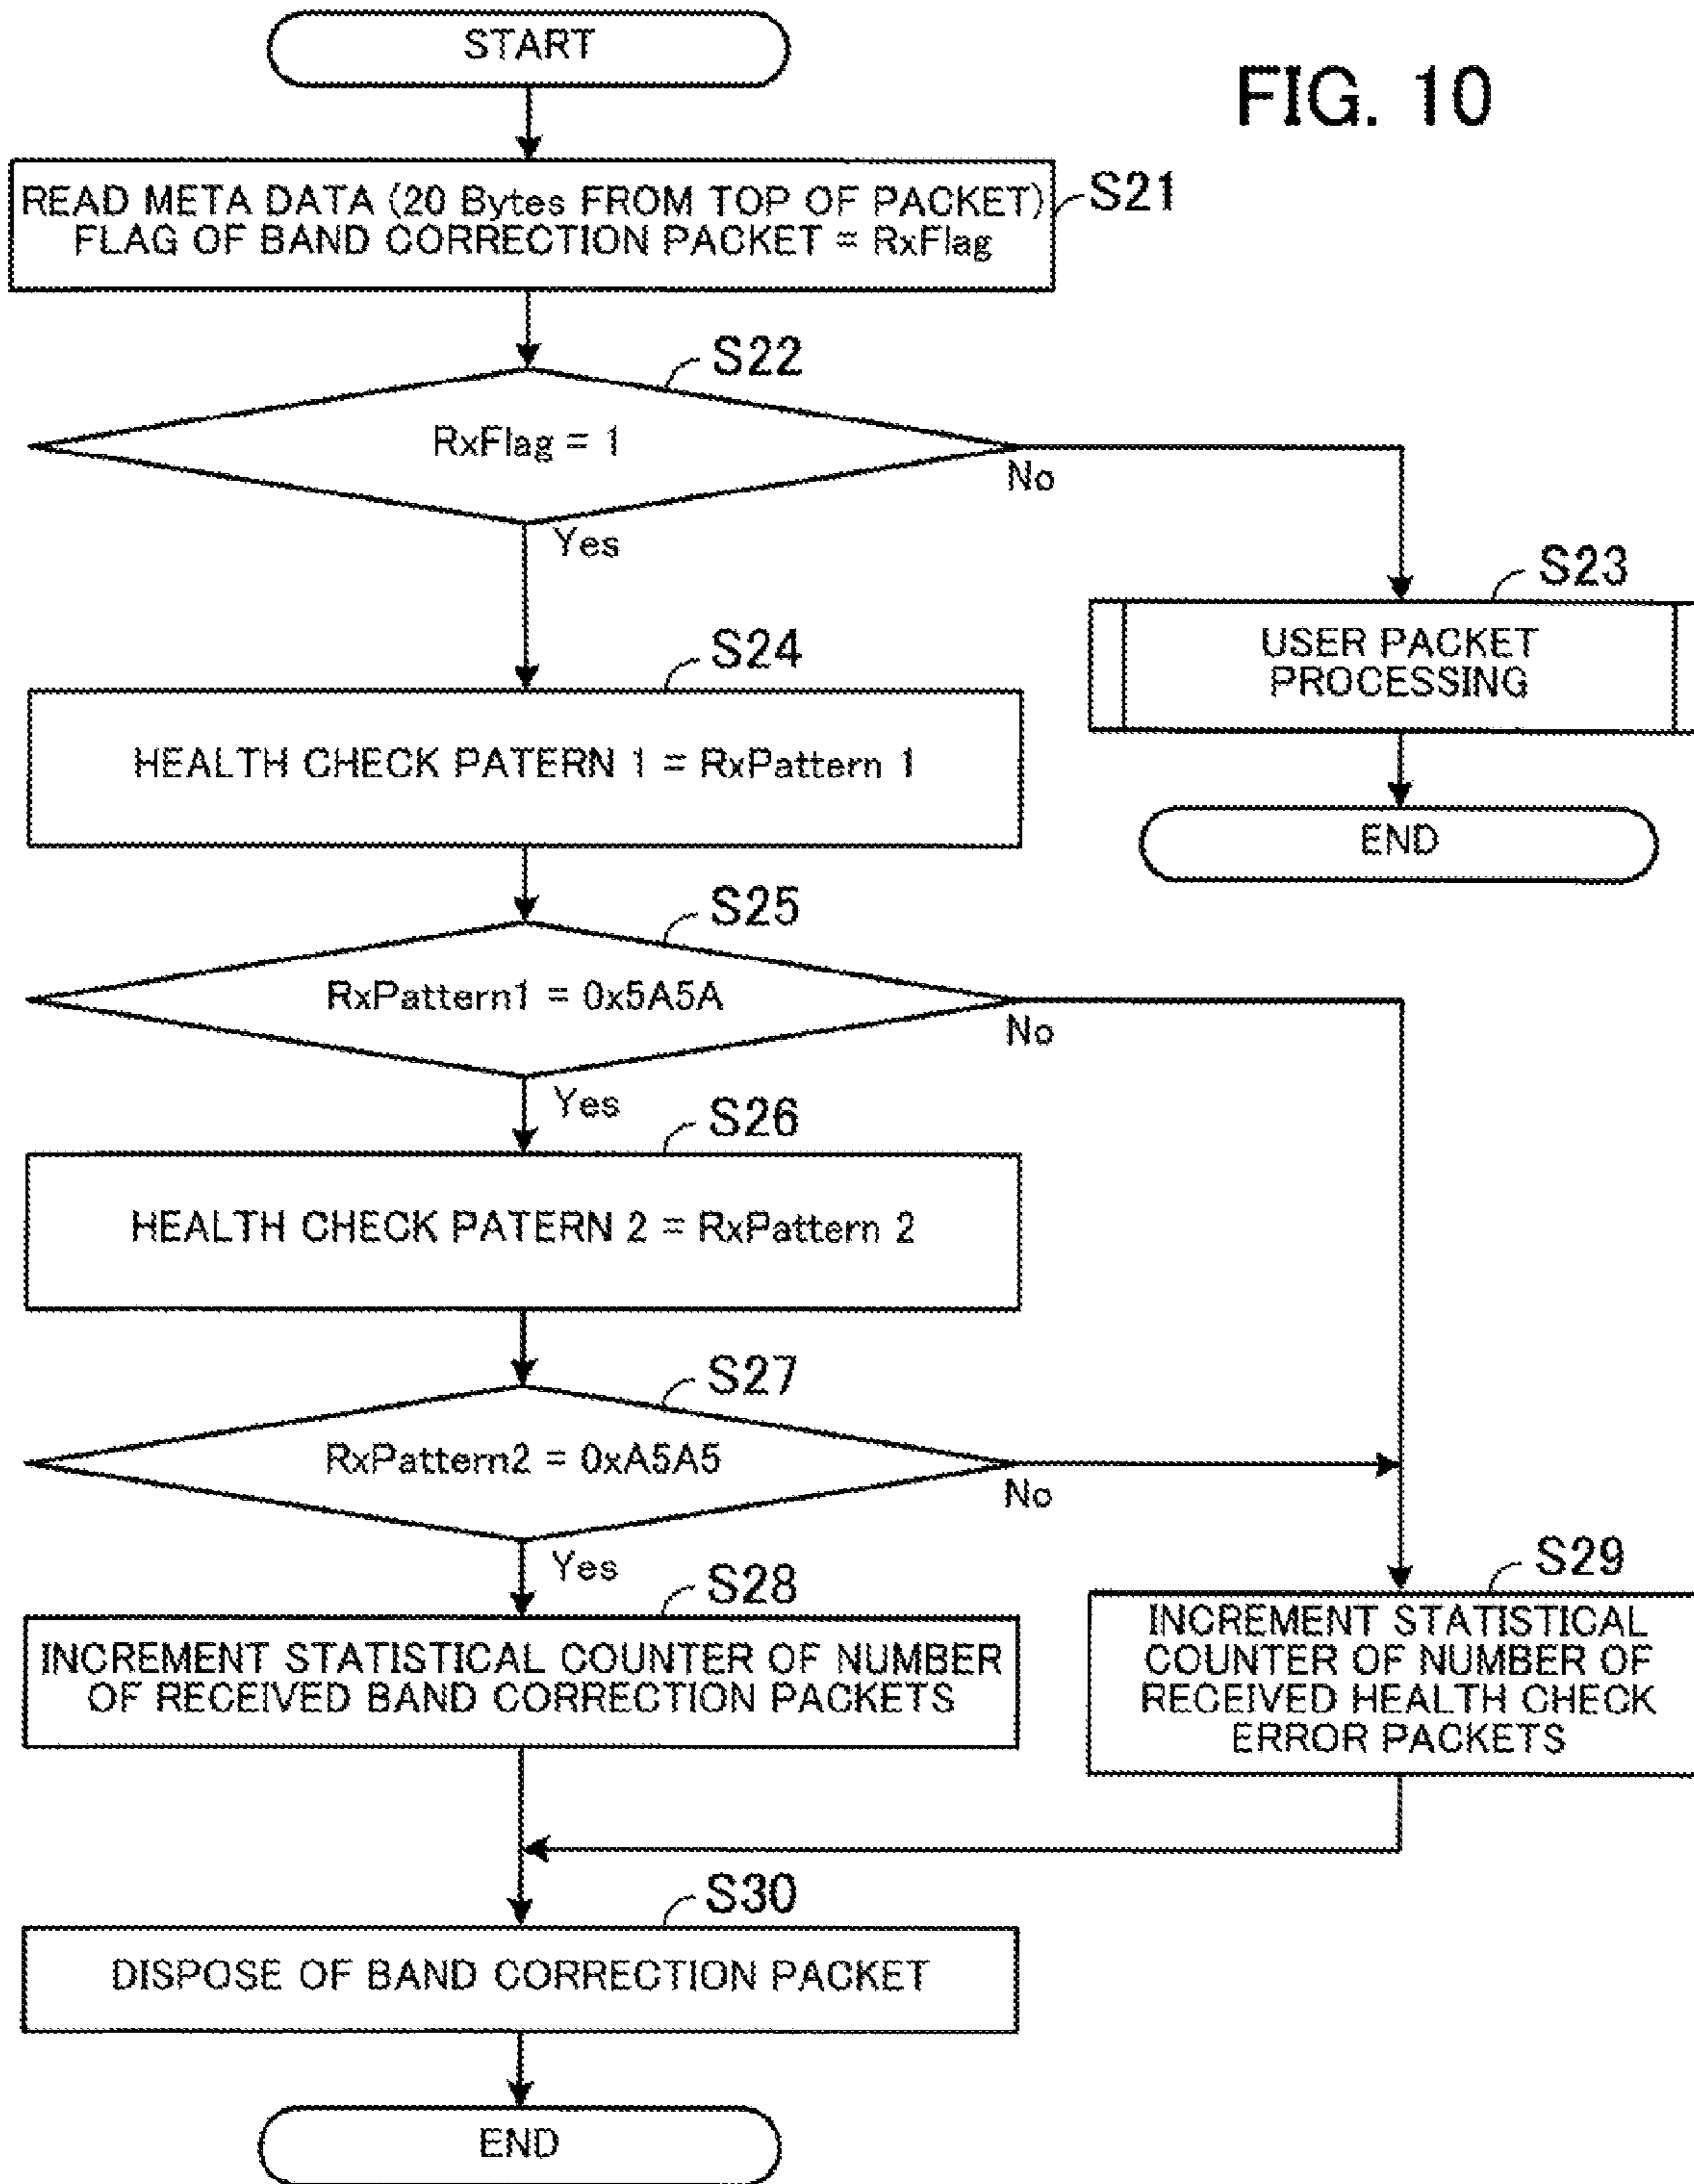 START
FIG. 10
READ META DATA (20 Bytes FROM TOP OF PACKET)
FLAG OF BAND CORRECTION PACKET = RxFlag
S21
S22
RxFlag = 1
No
Yes
S23
USER PACKET
PROCESSING
END
S24
HEALTH CHECK PATERN 1 = RxPattern 1
S25
RxPattern1 = 0x5A5A
No
Yes
S26
HEALTH CHECK PATERN 2 = RxPattern 2
S27
RxPattern2 = 0xA5A5
No
Yes
S28
INCREMENT STATISTICAL COUNTER OF NUMBER
OF RECEIVED BAND CORRECTION PACKETS
S29
INCREMENT STATISTICAL
COUNTER OF NUMBER OF
RECEIVED HEALTH CHECK
ERROR PACKETS
S30
DISPOSE OF BAND CORRECTION PACKET
END